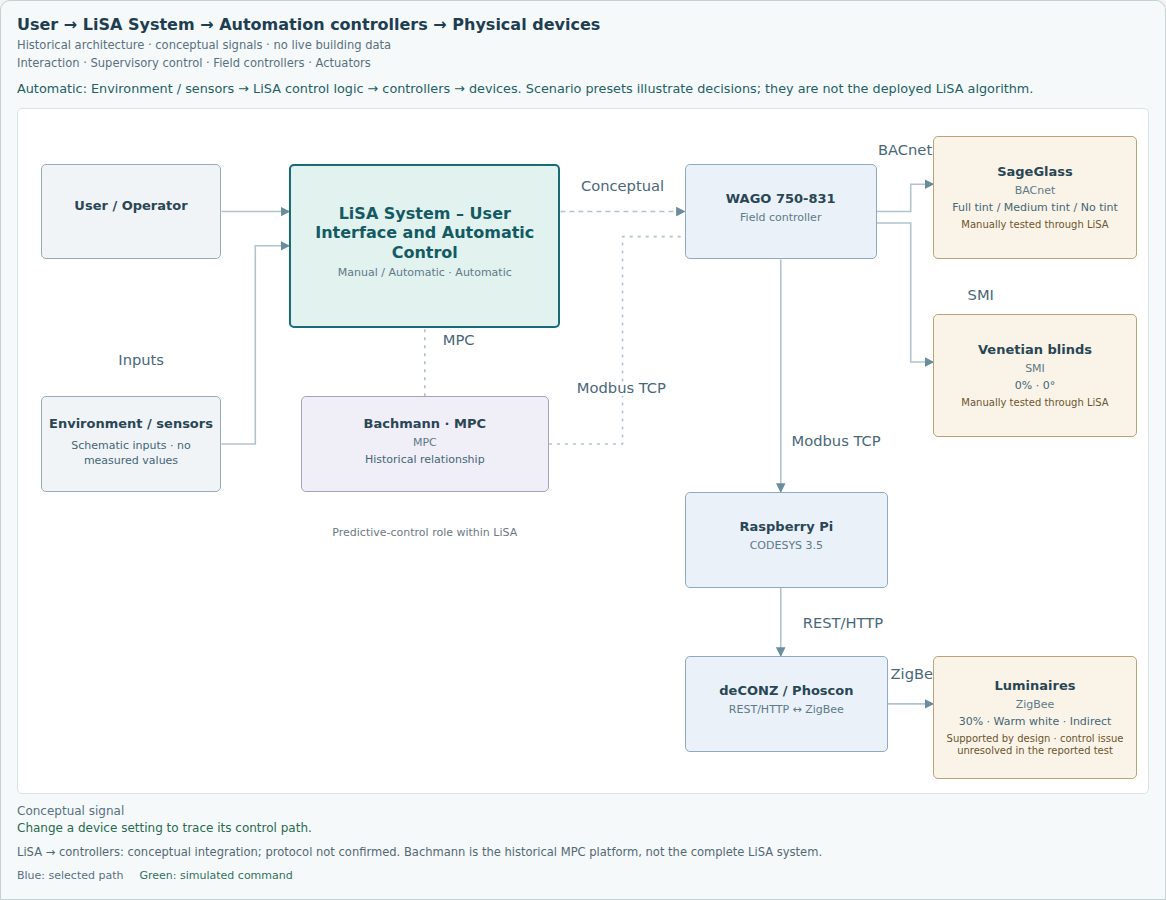 User → LiSA System → Automation controllers → Physical devices
Historical architecture · conceptual signals · no live building data
Interaction · Supervisory control · Field controllers · Actuators
Automatic: Environment / sensors → LiSA control logic → controllers → devices. Scenario presets illustrate decisions; they are not the deployed LiSA algorithm.
User / Operator
LiSA System – User
Interface and Automatic
Control
Manual / Automatic · Automatic
Conceptual
WAGO 750-831
Field controller
BACnet
SageGlass
BACnet
Full tint / Medium tint / No tint
Manually tested through LiSA
SMI
Venetian blinds
SMI
0% · 0°
Manually tested through LiSA
Inputs
MPC
Environment / sensors
Schematic inputs · no
measured values
Bachmann · MPC
MPC
Historical relationship
Modbus TCP
Modbus TCP
Predictive-control role within LiSA
Raspberry Pi
CODESYS 3.5
REST/HTTP
deCONZ / Phoscon
REST/HTTP ↔ ZigBee
ZigBe
Luminaires
ZigBee
30% · Warm white · Indirect
Supported by design · control issue
unresolved in the reported test
Conceptual signal
Change a device setting to trace its control path.
LiSA → controllers: conceptual integration; protocol not confirmed. Bachmann is the historical MPC platform, not the complete LiSA system.
Blue: selected path Green: simulated command